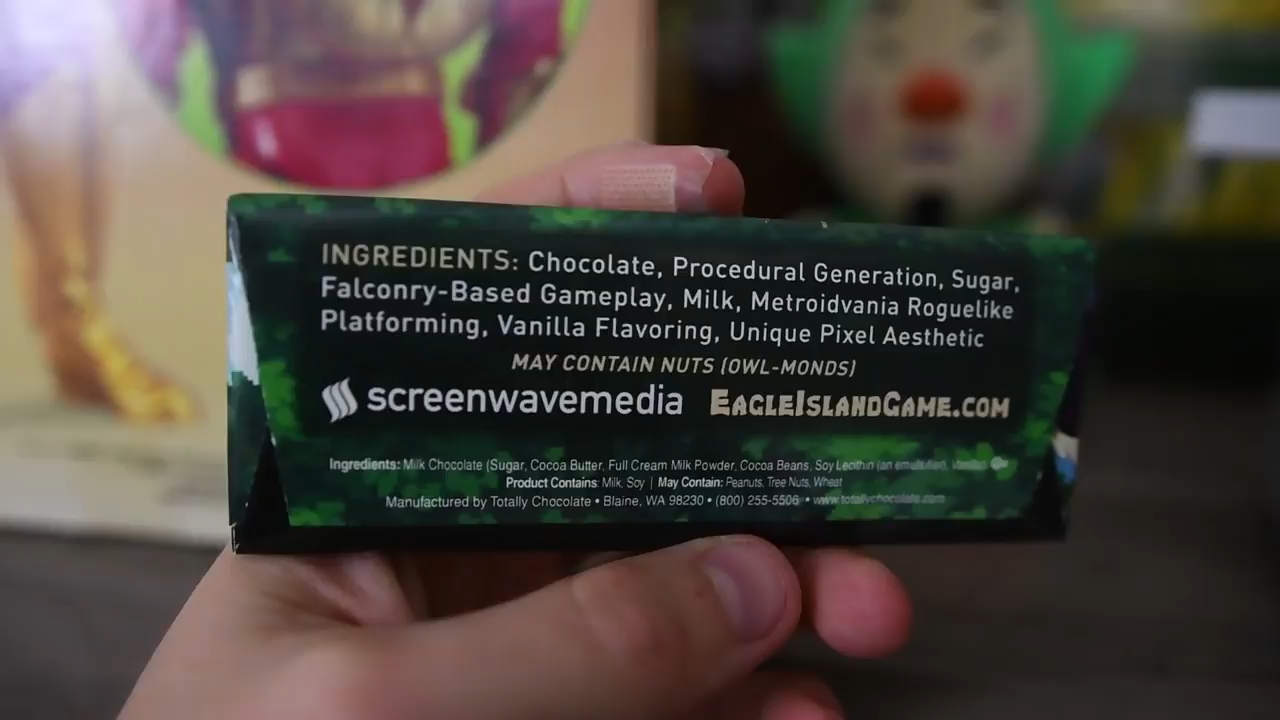 INGREDIENTS: Chocolate, Procedural Generation, Sugar,
Falconry-Based Gameplay, Milk, Metroidvania Roguelike
Platforming, Vanilla Flavoring, Unique Pixel Aesthetic
MAY CONTAIN NUTS (OWL-MONDS)
screenwavemedia EAGLEISLANDGAME.COM
Ingredients: Milk Chocolate (Sugar, Cocoa Butter, Full Cream Milk Powder, Cocoa Beans, Soy Lecithin (an emulsifier),
Product Contains: Milk, Soy | May Contain: Peanuts, Tree Nuts, Wheat
Manufactured by Totally Chocolate • Blaine, WA 98230 • (800) 255-5506 • www.totallychocolate.com